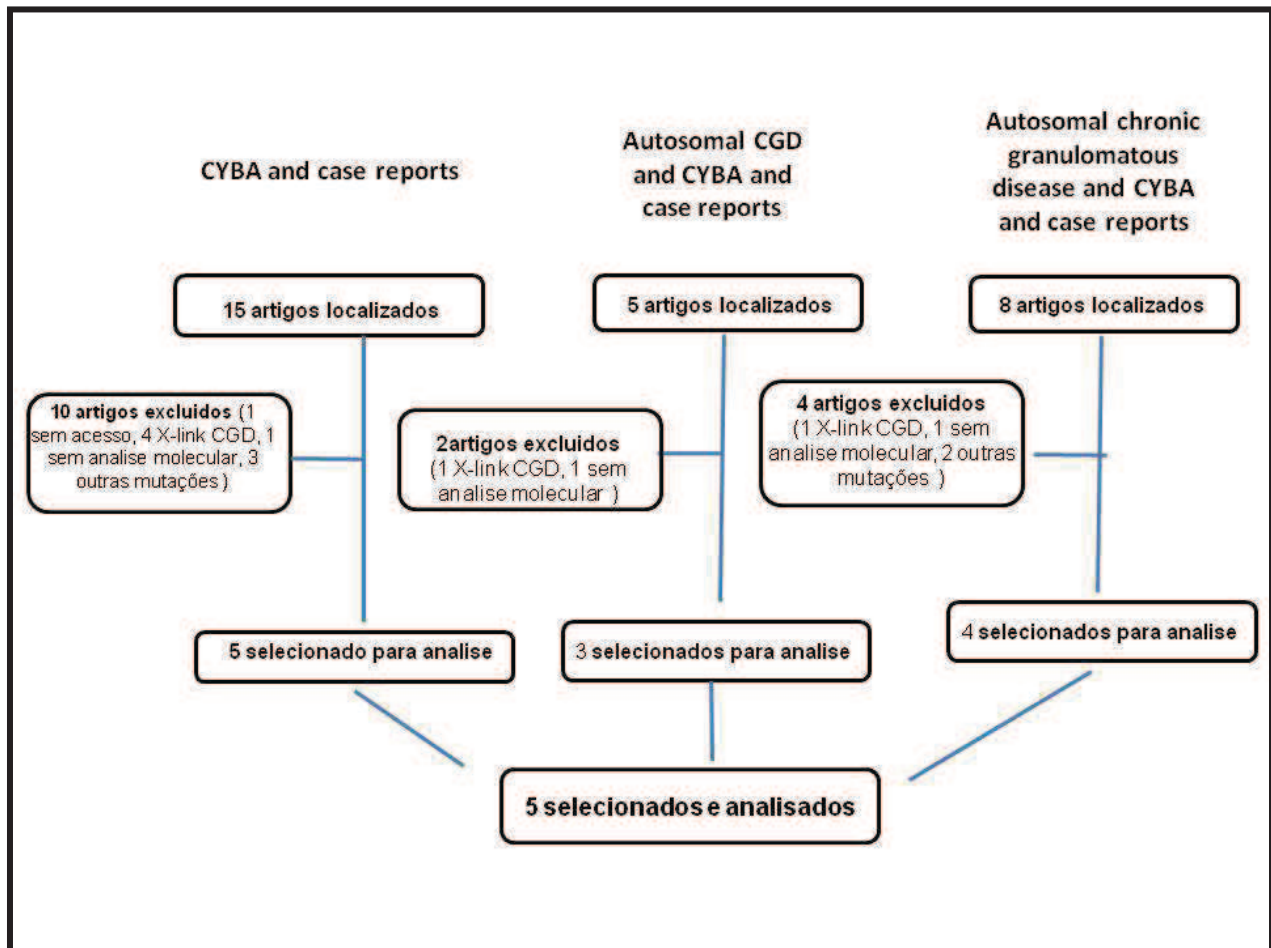 CYBA and case reports
Autosomal CGD
and CYBA and
case reports
Autosomal chronic
granulomatous
disease and CYBA
and case reports
15 artigos localizados
5 artigos localizados
8 artigos localizados
10 artigos excluidos (1
sem acesso, 4 X-link CGD, 1
sem analise molecular, 3
outras mutações )
2artigos excluidos
(1 X-link CGD, 1 sem
analise molecular )
4 artigos excluidos
(1 X-link CGD, 1 sem
analise molecular, 2 outras
mutações )
5 selecionado para analise
3 selecionados para analise
4 selecionados para analise
5 selecionados e analisados